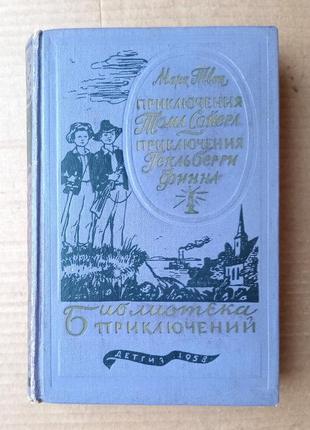 Марк Твен
ПРИКЛЮЧЕНИЯ
Тома Сойера
ПРИКЛЮЧЕНИЯ
Гекльберри
Финна
Библиотека
ПРИКЛЮЧЕНИЙ
ДЕТГИЗ 1958